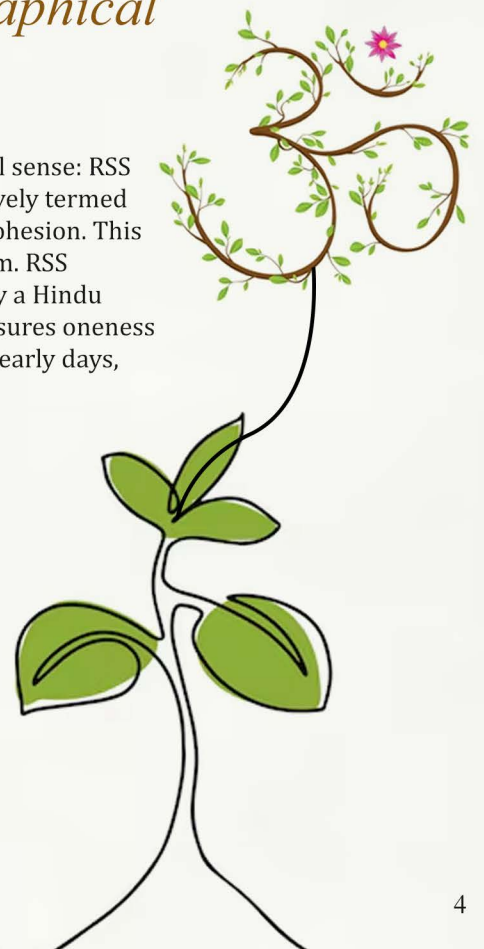 aphical
l sense: RSS
vely termed
ohesion. This
m. RSS
y a Hindu
sures oneness
early days,
ॐ
4